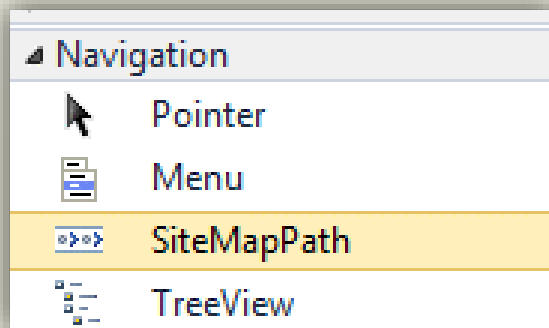 Navigation
Pointer
Menu
SiteMapPath
TreeView